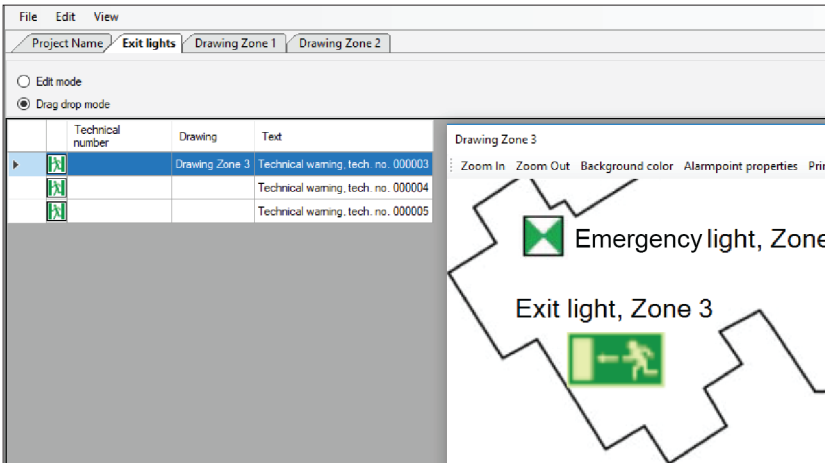 File Edit View
Project Name Exit lights Drawing Zone 1 Drawing Zone 2
Edit mode
Drag drop mode
Technical number Drawing Text
Drawing Zone 3 Technical warning, tech. no. 000003
Technical warning, tech. no. 000004
Technical warning, tech. no. 000005
Drawing Zone 3
Zoom In Zoom Out Background color Alarmpoint properties
Emergency light, Zone
Exit light, Zone 3